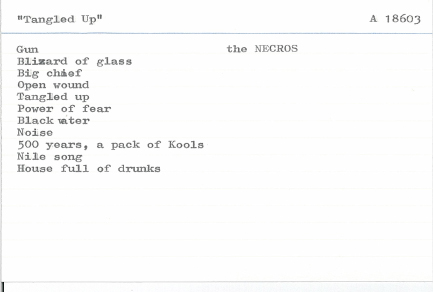 "Tangled Up" A 18603
Gun the NECROS
Blizard of glass
Big chief
Open wound
Tangled up
Power of fear
Black water
Noise
500 years, a pack of Kools
Nile song
House full of drunks